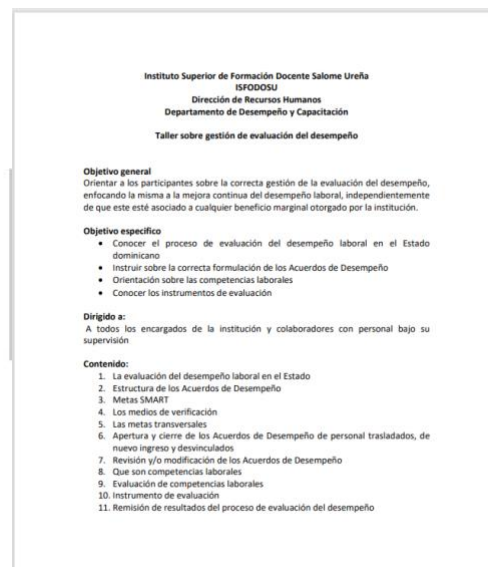 Instituto Superior de Formación Docente Salome Ureña
ISFODOSU
Dirección de Recursos Humanos
Departamento de Desempeño y Capacitación
Taller sobre gestión de evaluación del desempeño
Objetivo general
Orientar a los participantes sobre la correcta gestión de la evaluación del desempeño,
enfocando la misma a la mejora continua del desempeño laboral, independientemente
de que este esté asociado a cualquier beneficio marginal otorgado por la institución.
Objetivo especifico
• Conocer el proceso de evaluación del desempeño laboral en el Estado
dominicano
• Instruir sobre la correcta formulación de los Acuerdos de Desempeño
• Orientación sobre las competencias laborales
• Conocer los instrumentos de evaluación
Dirigido a:
A todos los encargados de la institución y colaboradores con personal bajo su
supervisión
Contenido:
1. La evaluación del desempeño laboral en el Estado
2. Estructura de los Acuerdos de Desempeño
3. Metas SMART
4. Los medios de verificación
5. Las metas transversales
6. Apertura y cierre de los Acuerdos de Desempeño de personal trasladados, de
nuevo ingreso y desvinculados
7. Revisión y/o modificación de los Acuerdos de Desempeño
8. Que son competencias laborales
9. Evaluación de competencias laborales
10. Instrumento de evaluación
11. Remisión de resultados del proceso de evaluación del desempeño